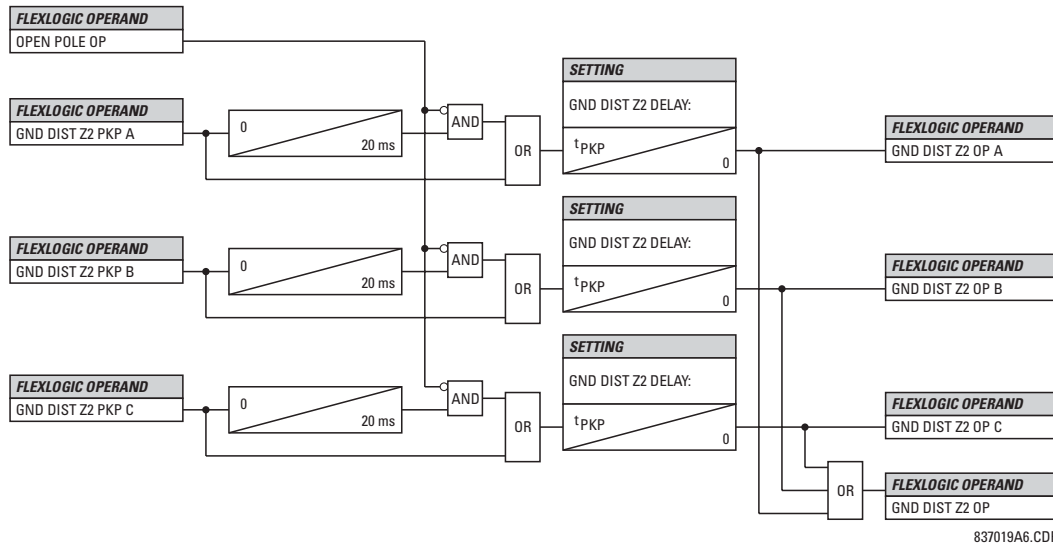 FLEXLOGIC OPERAND
OPEN POLE OP
FLEXLOGIC OPERAND
GND DIST Z2 PKP A
0
20 ms
AND
OR
SETTING
GND DIST Z2 DELAY:
tPKP
0
FLEXLOGIC OPERAND
GND DIST Z2 OP A
FLEXLOGIC OPERAND
GND DIST Z2 PKP B
0
20 ms
AND
OR
SETTING
GND DIST Z2 DELAY:
tPKP
0
FLEXLOGIC OPERAND
GND DIST Z2 OP B
FLEXLOGIC OPERAND
GND DIST Z2 PKP C
0
20 ms
AND
OR
SETTING
GND DIST Z2 DELAY:
tPKP
0
FLEXLOGIC OPERAND
GND DIST Z2 OP C
OR
FLEXLOGIC OPERAND
GND DIST Z2 OP